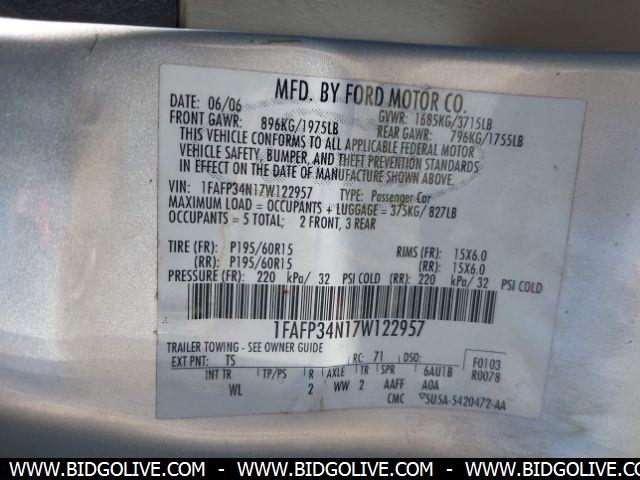 MFD. BY FORD MOTOR CO.
DATE: 06/06
GVWR: 1685KG/3715LB
FRONT GAWR: 896KG/1975LB
REAR GAWR: 796KG/1755LB
THIS VEHICLE CONFORMS TO ALL APPLICABLE FEDERAL MOTOR
VEHICLE SAFETY, BUMPER, AND THEFT PREVENTION STANDARDS
IN EFFECT ON THE DATE OF MANUFACTURE SHOWN ABOVE.
VIN: 1FAFP34N17W122957 TYPE: Passenger Car
MAXIMUM LOAD = OCCUPANTS + LUGGAGE = 375KG/ 827LB
OCCUPANTS = 5 TOTAL; 2 FRONT, 3 REAR
TIRE (FR): P195/60R15 RIMS (FR): 15X6.0
(RR): P195/60R15 (RR): 15X6.0
PRESSURE (FR): 220 kPa/ 32 PSI COLD (RR): 220 kPa/ 32 PSI COLD
1FAFP34N17W122957
TRAILER TOWING - SEE OWNER GUIDE
EXT PNT: TS RC: 71 DSO: F0103
INT TR TP/PS R AXLE TR SPR 6AU1B R0078
WL 2 WW 2 AAFF A0A
CMC ▽5U5A-5420472-AA
WWW.BIDGOLIVE.COM - WWW.BIDGOLIVE.COM - WWW.BIDGOLIVE.COM